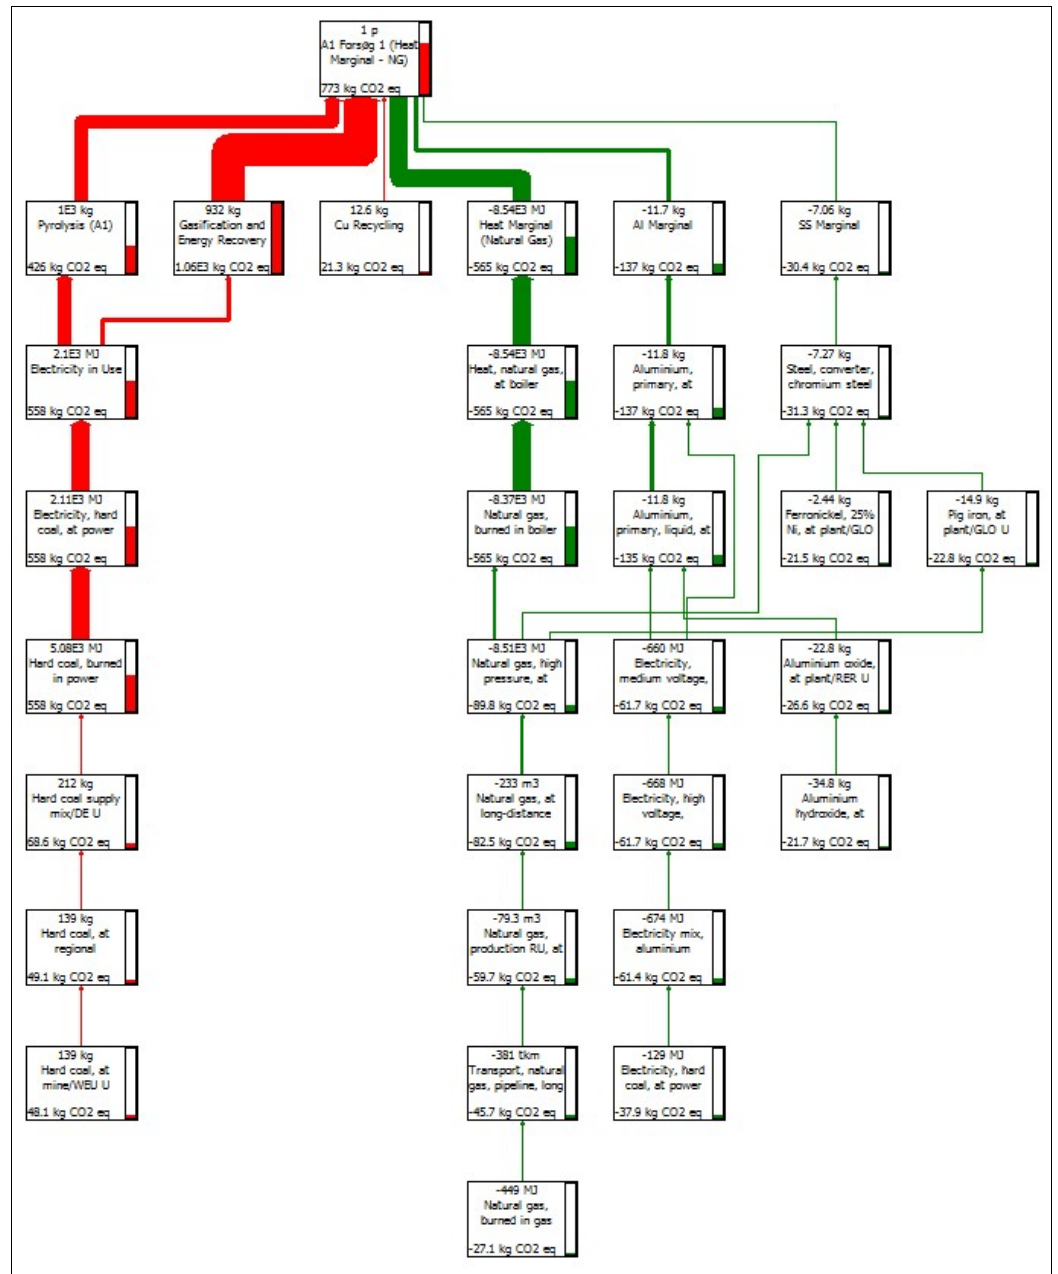 1 p
A1 Forsøg 1 (Heat
Marginal - NG)
773 kg CO2 eq
1E3 kg
Pyrolysis (A1)
426 kg CO2 eq
932 kg
Gasification and
Energy Recovery
1.06E3 kg CO2 eq
12.6 kg
Cu Recycling
21.3 kg CO2 eq
-8.54E3 MJ
Heat Marginal
(Natural Gas)
-565 kg CO2 eq
-11.7 kg
Al Marginal
-137 kg CO2 eq
-7.06 kg
SS Marginal
-30.4 kg CO2 eq
2.1E3 MJ
Electricity in Use
558 kg CO2 eq
-8.54E3 MJ
Heat, natural gas,
at boiler
-565 kg CO2 eq
-11.8 kg
Aluminium,
primary, at
-137 kg CO2 eq
-7.27 kg
Steel, converter,
chromium steel
-31.3 kg CO2 eq
2.11E3 MJ
Electricity, hard
coal, at power
558 kg CO2 eq
-8.37E3 MJ
Natural gas,
burned in boiler
-565 kg CO2 eq
-11.8 kg
Aluminium,
primary, liquid, at
-135 kg CO2 eq
-2.44 kg
Ferronickel, 25%
Ni, at plant/GLO
-21.5 kg CO2 eq
-14.9 kg
Pig iron, at
plant/GLO U
-22.8 kg CO2 eq
5.08E3 MJ
Hard coal, burned
in power
558 kg CO2 eq
-8.51E3 MJ
Natural gas, high
pressure, at
-89.8 kg CO2 eq
-660 MJ
Electricity,
medium voltage,
-61.7 kg CO2 eq
-22.8 kg
Aluminium oxide,
at plant/RER U
-26.6 kg CO2 eq
212 kg
Hard coal supply
mix/DE U
68.6 kg CO2 eq
-233 m3
Natural gas, at
long-distance
-82.5 kg CO2 eq
-668 MJ
Electricity, high
voltage,
-61.7 kg CO2 eq
-34.8 kg
Aluminium
hydroxide, at
-21.7 kg CO2 eq
139 kg
Hard coal, at
regional
49.1 kg CO2 eq
-79.3 m3
Natural gas,
production RU, at
-59.7 kg CO2 eq
-674 MJ
Electricity mix,
aluminium
-61.4 kg CO2 eq
139 kg
Hard coal, at
mine/WEU U
48.1 kg CO2 eq
-381 tkm
Transport, natural
gas, pipeline, long
-45.7 kg CO2 eq
-129 MJ
Electricity, hard
coal, at power
-37.9 kg CO2 eq
-449 MJ
Natural gas,
burned in gas
-27.1 kg CO2 eq